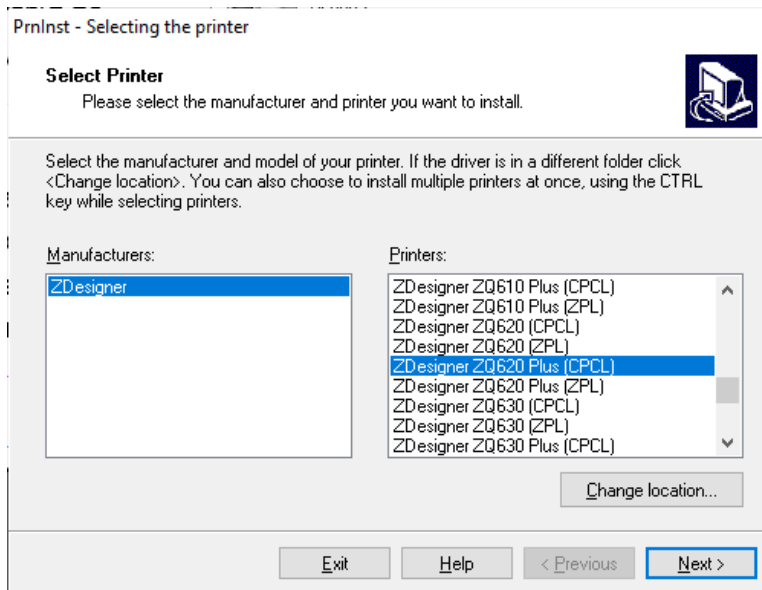 PrnInst - Selecting the printer
Select Printer
Please select the manufacturer and printer you want to install.
Select the manufacturer and model of your printer. If the driver is in a different folder click
<Change location>. You can also choose to install multiple printers at once, using the CTRL
key while selecting printers.
Manufacturers:
ZDesigner
Printers:
ZDesigner ZQ610 Plus (CPCL)
ZDesigner ZQ610 Plus (ZPL)
ZDesigner ZQ620 (CPCL)
ZDesigner ZQ620 (ZPL)
ZDesigner ZQ620 Plus (CPCL)
ZDesigner ZQ620 Plus (ZPL)
ZDesigner ZQ630 (CPCL)
ZDesigner ZQ630 (ZPL)
ZDesigner ZQ630 Plus (CPCL)
Change location...
Exit
Help
< Previous
Next >